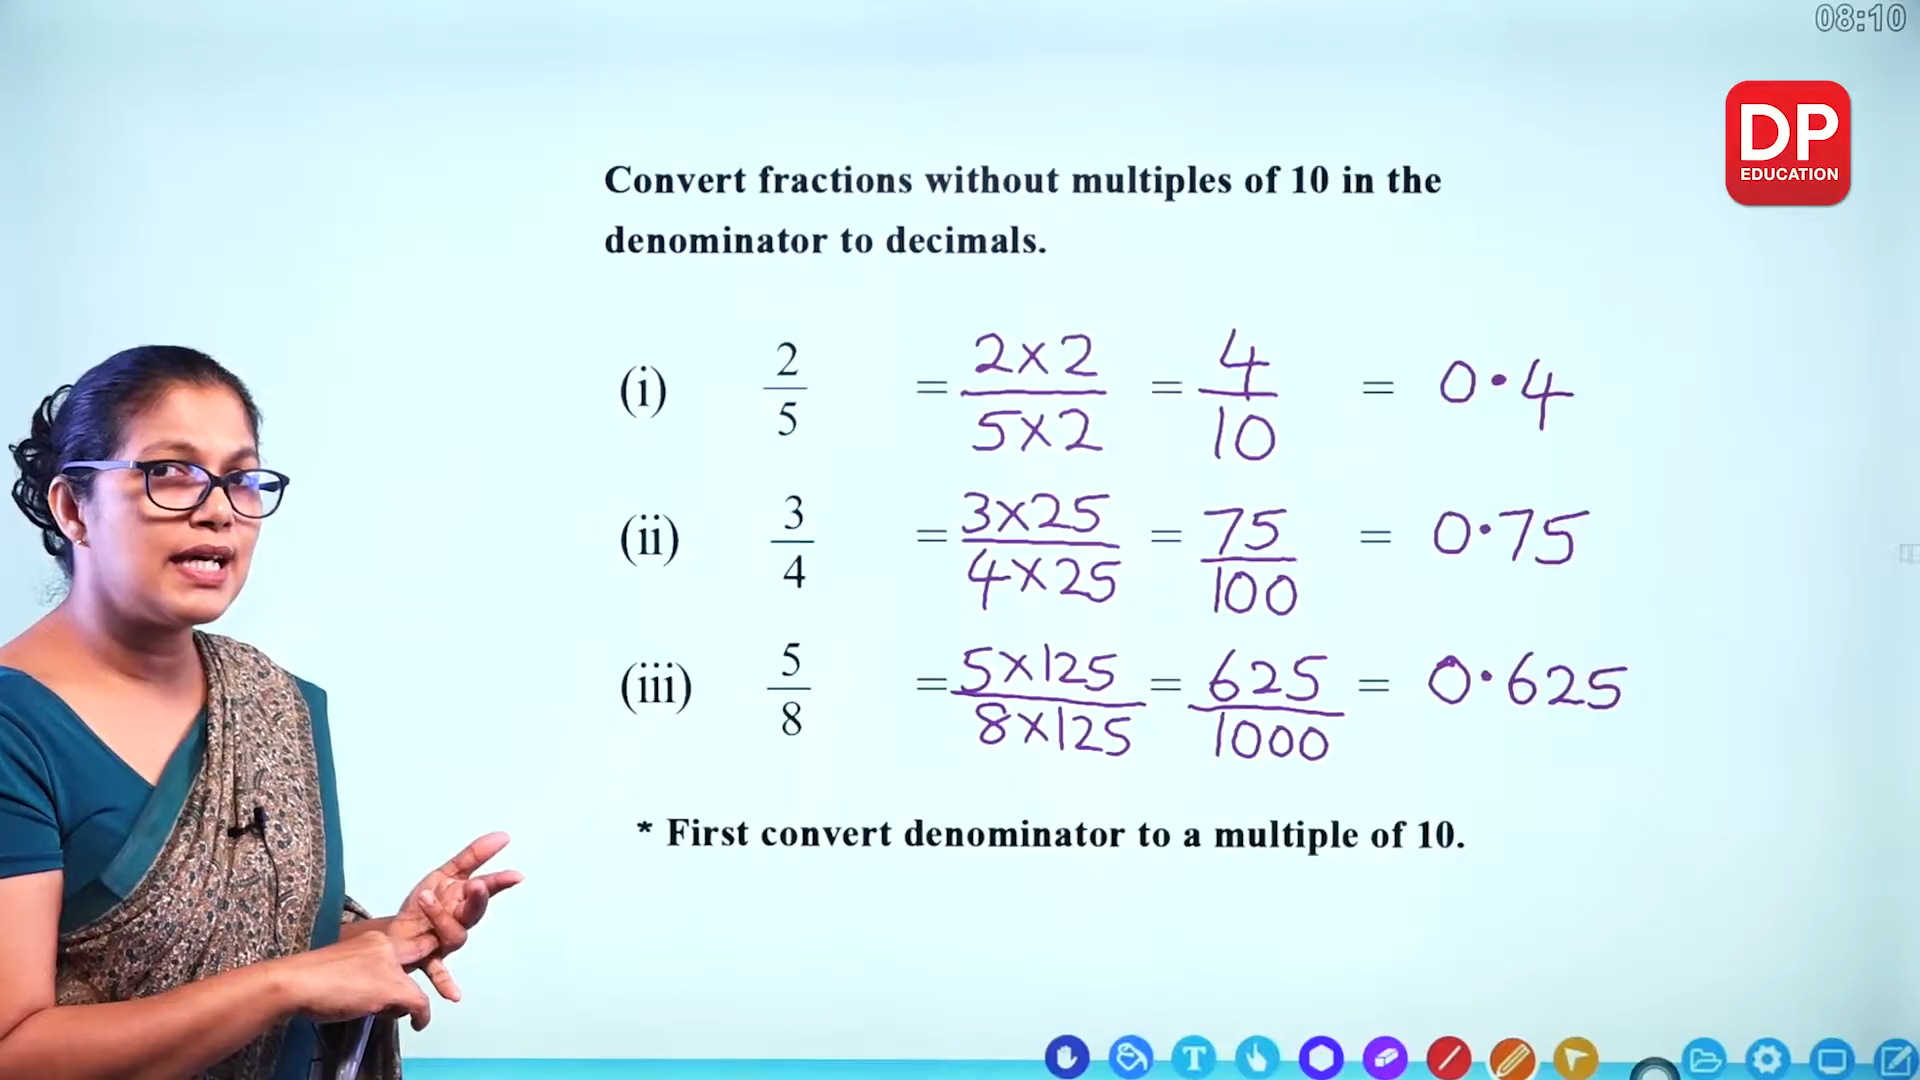 08:10
DP
EDUCATION
Convert fractions without multiples of 10 in the
denominator to decimals.
(i) 2/5 = 2×2/5×2 = 4/10 = 0·4
(ii) 3/4 = 3×25/4×25 = 75/100 = 0·75
(iii) 5/8 = 5×125/8×125 = 625/1000 = 0·625
* First convert denominator to a multiple of 10.
T